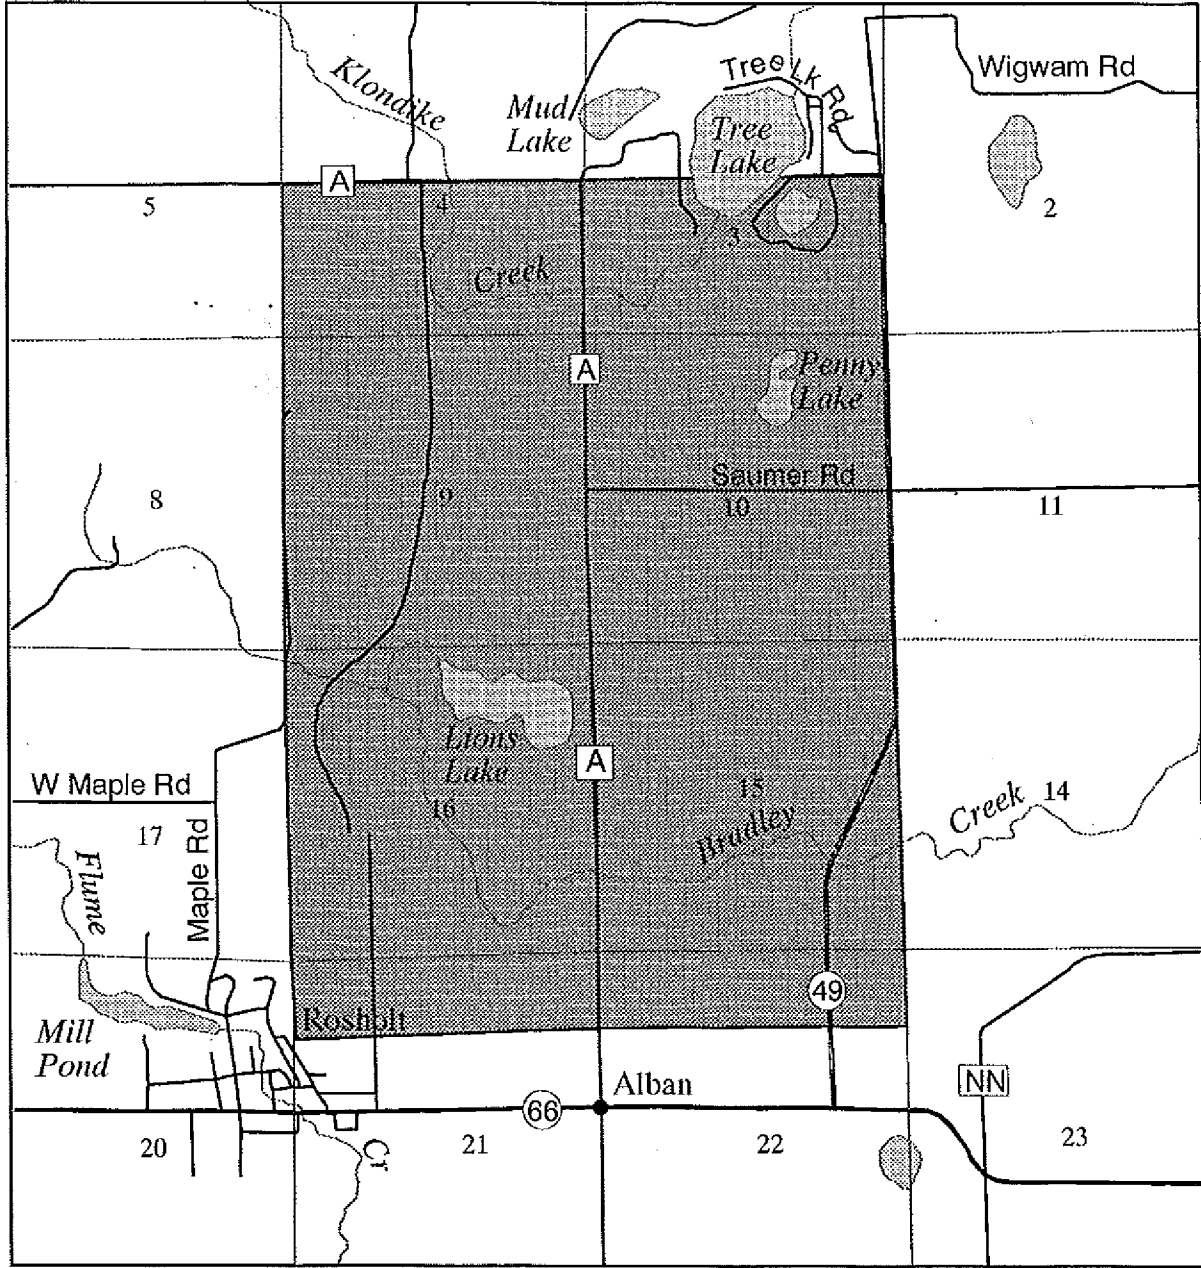 Klondike
Mud
Lake
Tree Lk Rd
Tree
Lake
Wigwam Rd
A
5
4
3
2
Creek
A
Penny
Lake
Saumer Rd
8
9
10
11
Lions
Lake
A
W Maple Rd
17
Maple Rd
Flume
16
15
Bradley
Creek
14
Mill
Pond
Rosholt
49
NN
Alban
66
20
Cr
21
22
23